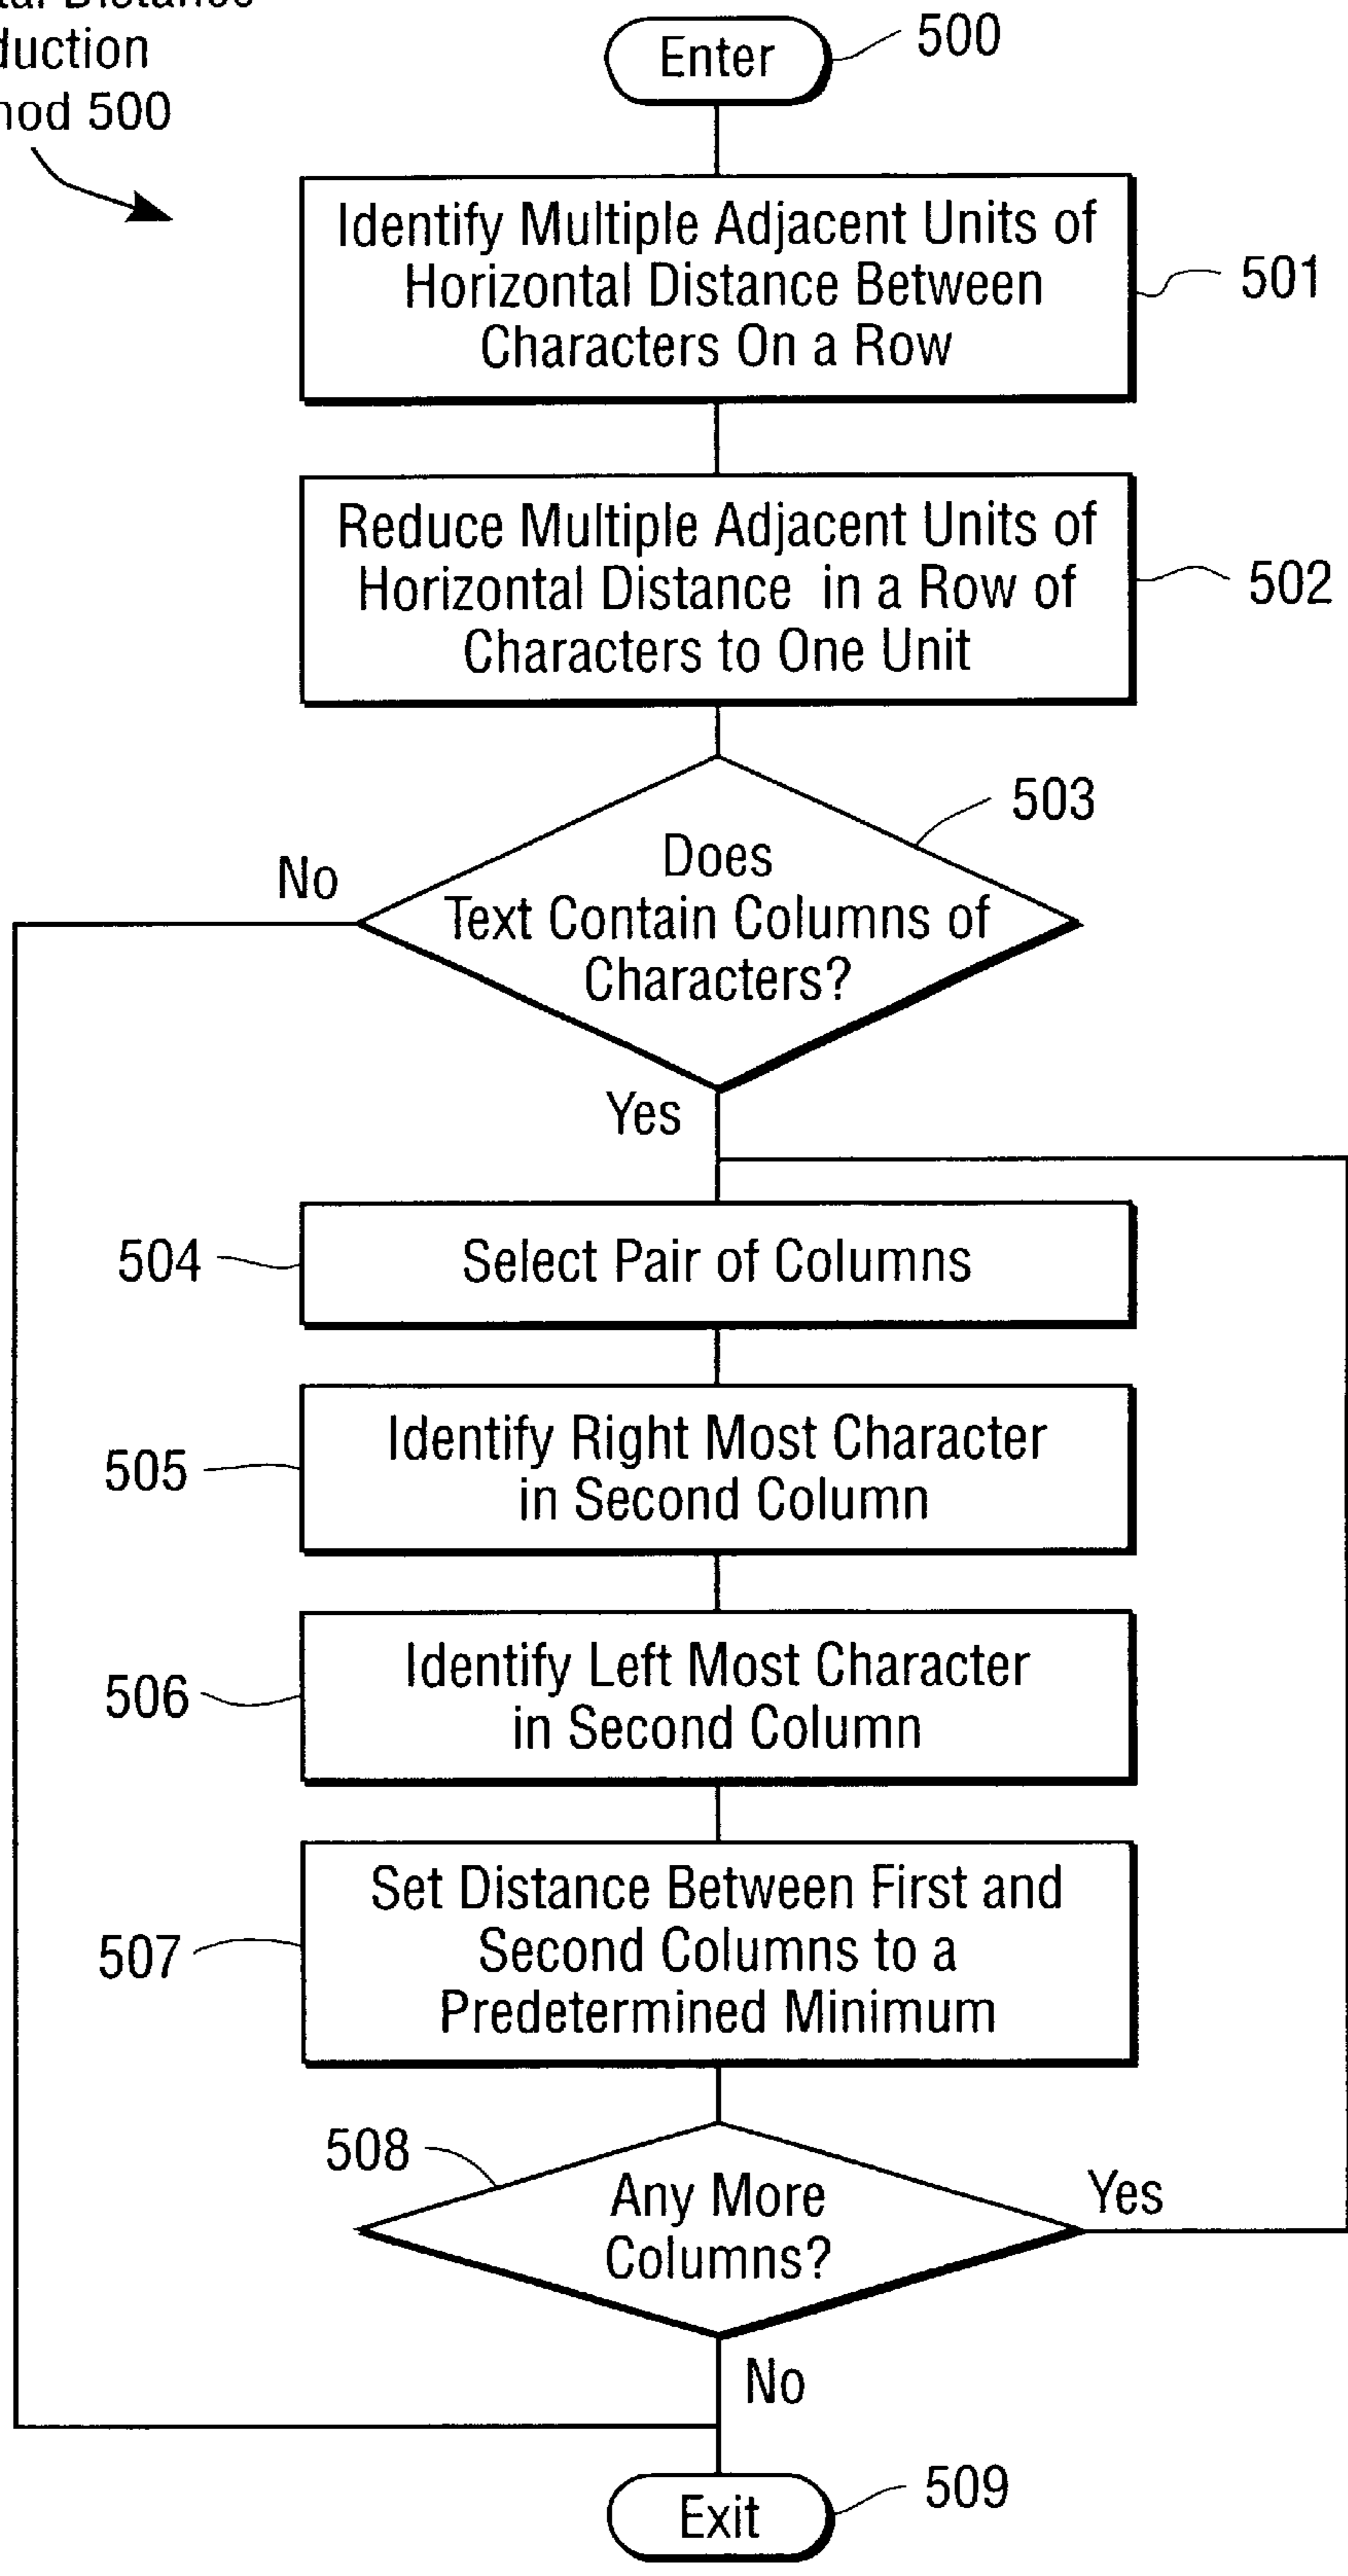 duction
500
Enter
500
Identify Multiple Adjacent Units of
Horizontal Distance Between
Characters On a Row
501
Reduce Multiple Adjacent Units of
Horizontal Distance in a Row of
Characters to One Unit
502
503
No
Does
Text Contain Columns of
Characters?
Yes
504
Select Pair of Columns
505
Identify Right Most Character
in Second Column
506
Identify Left Most Character
in Second Column
507
Set Distance Between First and
Second Columns to a
Predetermined Minimum
508
Any More
Columns?
Yes
No
Exit
509